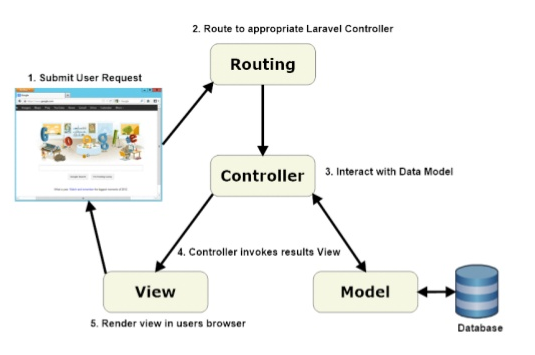 2. Route to appropriate Laravel Controller
Routing
1. Submit User Request
Controller
3. Interact with Data Model
4. Controller invokes results View
View
Model
5. Render view in users browser
Database